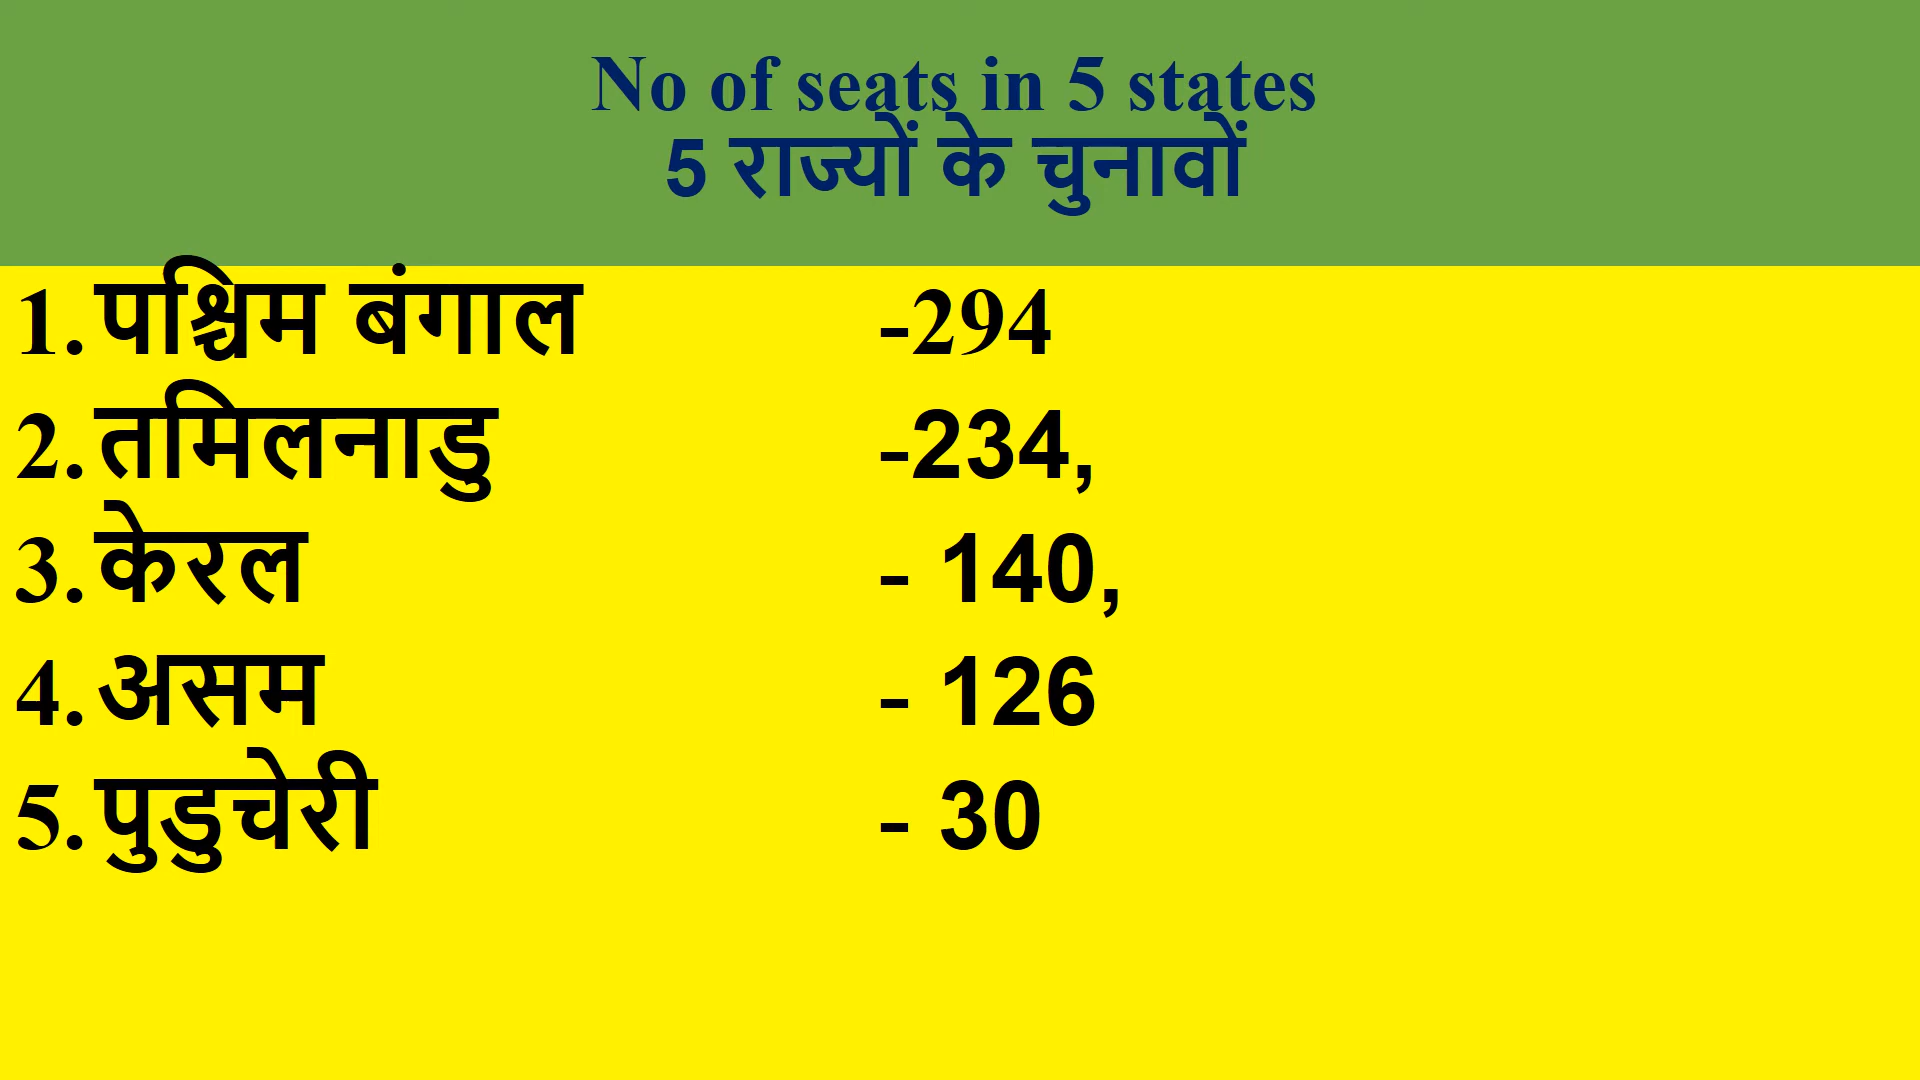 No of seats in 5 states
5 राज्यों के चुनावों
1. पश्चिम बंगाल -294
2. तमिलनाडु -234,
3. केरल - 140,
4. असम - 126
5. पुडुचेरी - 30